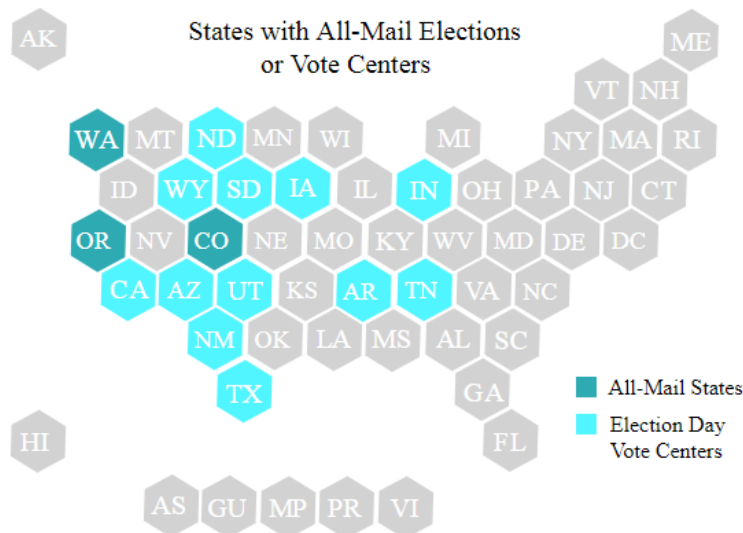 States with All-Mail Elections
or Vote Centers
AK
ME
VT NH
WA MT ND MN WI MI NY MA RI
ID WY SD IA IL IN OH PA NJ CT
OR NV CO NE MO KY WV MD DE DC
CA AZ UT KS AR TN VA NC
NM OK LA MS AL SC
TX GA
HI FL
AS GU MP PR VI
All-Mail States
Election Day
Vote Centers